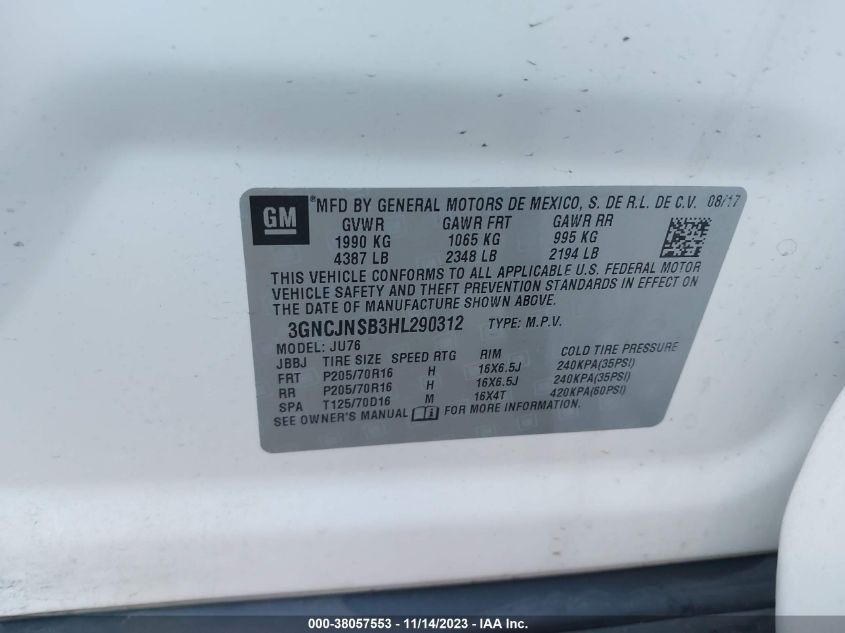 GM ® MFD BY GENERAL MOTORS DE MEXICO, S. DE R.L. DE C.V. 08/17
GVWR GAWR FRT GAWR RR
1990 KG 1065 KG 995 KG
4387 LB 2348 LB 2194 LB
THIS VEHICLE CONFORMS TO ALL APPLICABLE U.S. FEDERAL MOTOR
VEHICLE SAFETY AND THEFT PREVENTION STANDARDS IN EFFECT ON
THE DATE OF MANUFACTURE SHOWN ABOVE.
3GNCJNSB3HL290312 TYPE: M.P.V.
MODEL: JU76
JBBJ TIRE SIZE SPEED RTG RIM COLD TIRE PRESSURE
FRT P205/70R16 H 16X6.5J 240KPA(35PSI)
RR P205/70R16 H 16X6.5J 240KPA(35PSI)
SPA T125/70D16 M 16X4T 420KPA(60PSI)
SEE OWNER'S MANUAL FOR MORE INFORMATION.
000-38057553 - 11/14/2023 - IAA Inc.